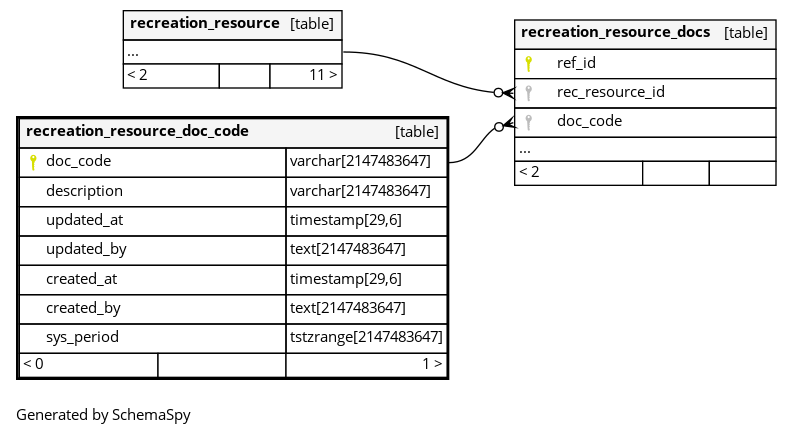 recreation_resource [table]
...
< 2 11 >
recreation_resource_docs [table]
ref_id
rec_resource_id
doc_code
...
< 2
recreation_resource_doc_code [table]
doc_code varchar[2147483647]
description varchar[2147483647]
updated_at timestamp[29,6]
updated_by text[2147483647]
created_at timestamp[29,6]
created_by text[2147483647]
sys_period tstzrange[2147483647]
< 0 1 >
Generated by SchemaSpy